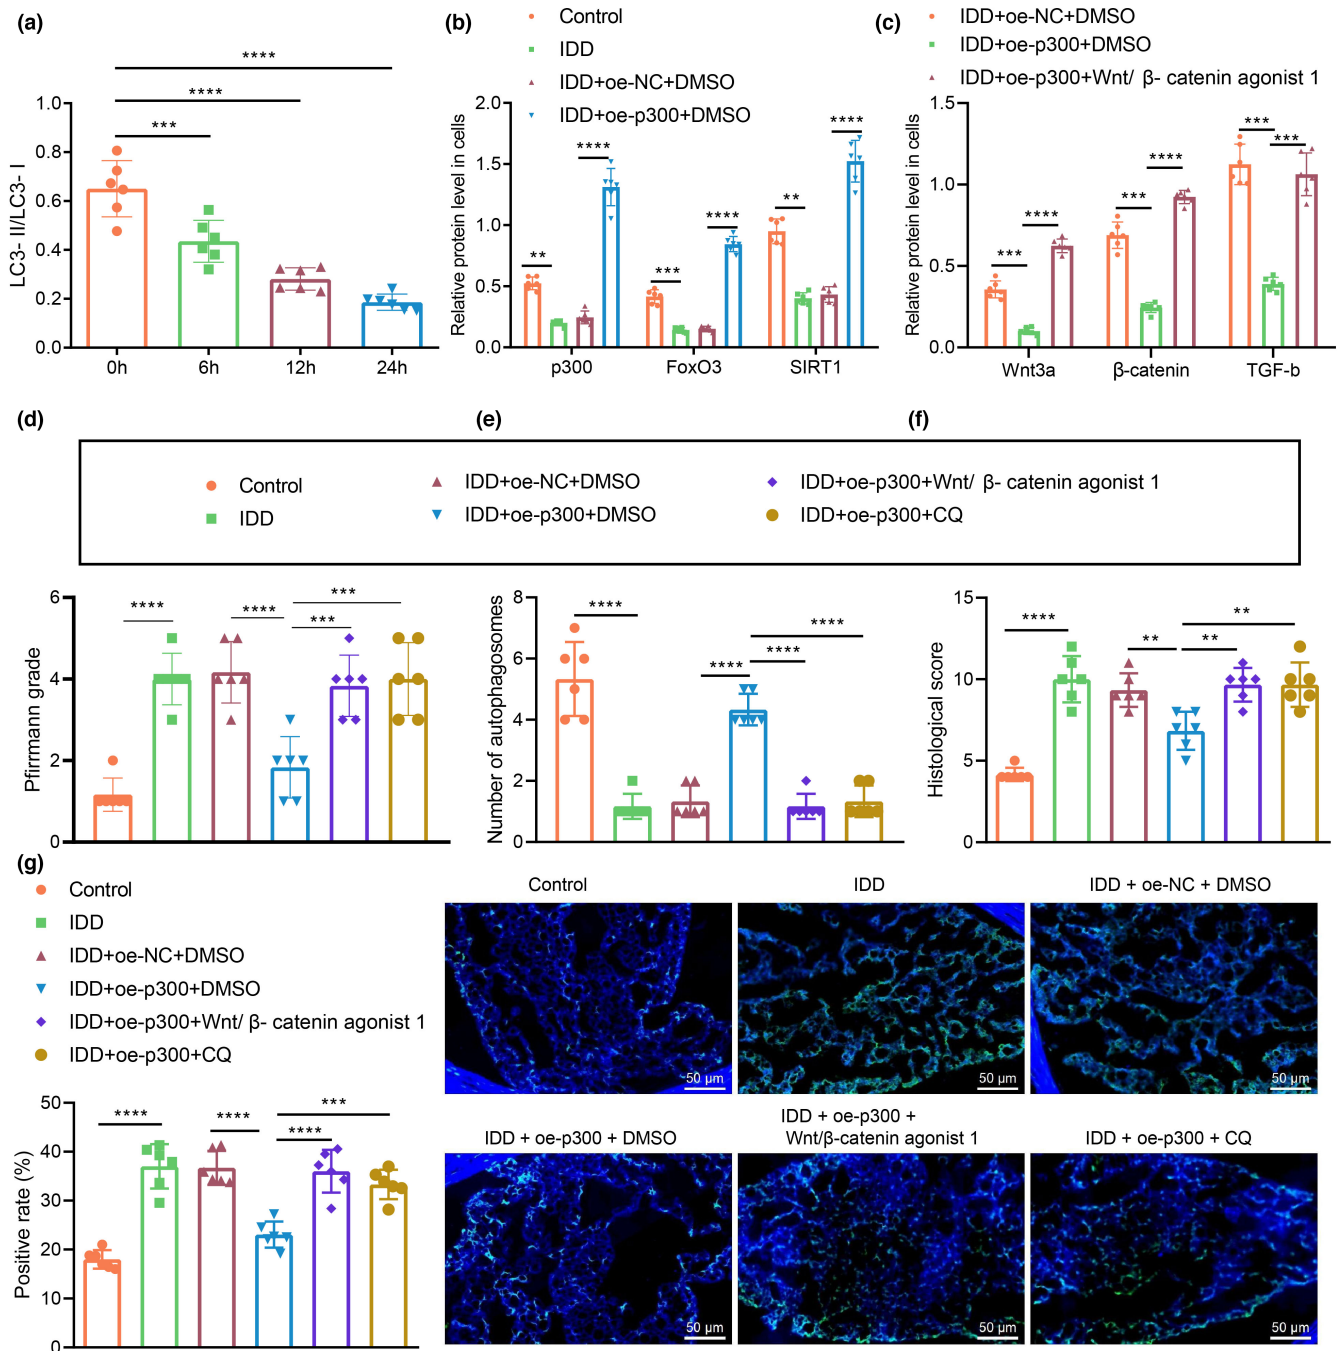 (a)
****
****
***
1.0
0.8
0.6
0.4
0.2
0.0
LC3- II/LC3- I
0h 6h 12h 24h
(b)
Control
IDD
IDD+oe-NC+DMSO
IDD+oe-p300+DMSO
2.0
1.5
1.0
0.5
0.0
Relative protein level in cells
** **** *** **** ** ****
p300 FoxO3 SIRT1
(c)
IDD+oe-NC+DMSO
IDD+oe-p300+DMSO
IDD+oe-p300+Wnt/ β- catenin agonist 1
1.5
1.0
0.5
0.0
Relative protein level in cells
*** **** *** **** *** ***
Wnt3a β-catenin TGF-b
(d) (e) (f)
Control
IDD
IDD+oe-NC+DMSO
IDD+oe-p300+DMSO
IDD+oe-p300+Wnt/ β- catenin agonist 1
IDD+oe-p300+CQ
6
4
2
0
Pfirrmann grade
**** **** *** ***
8
6
4
2
0
Number of autophagosomes
**** **** **** ****
15
10
5
0
Histological score
**** ** ** **
(g)
Control
IDD
IDD+oe-NC+DMSO
IDD+oe-p300+DMSO
IDD+oe-p300+Wnt/ β- catenin agonist 1
IDD+oe-p300+CQ
50
40
30
20
10
0
Positive rate (%)
**** **** **** ***
Control
50 μm
IDD
50 μm
IDD + oe-NC + DMSO
50 μm
IDD + oe-p300 + DMSO
50 μm
IDD + oe-p300 +
Wnt/β-catenin agonist 1
50 μm
IDD + oe-p300 + CQ
50 μm